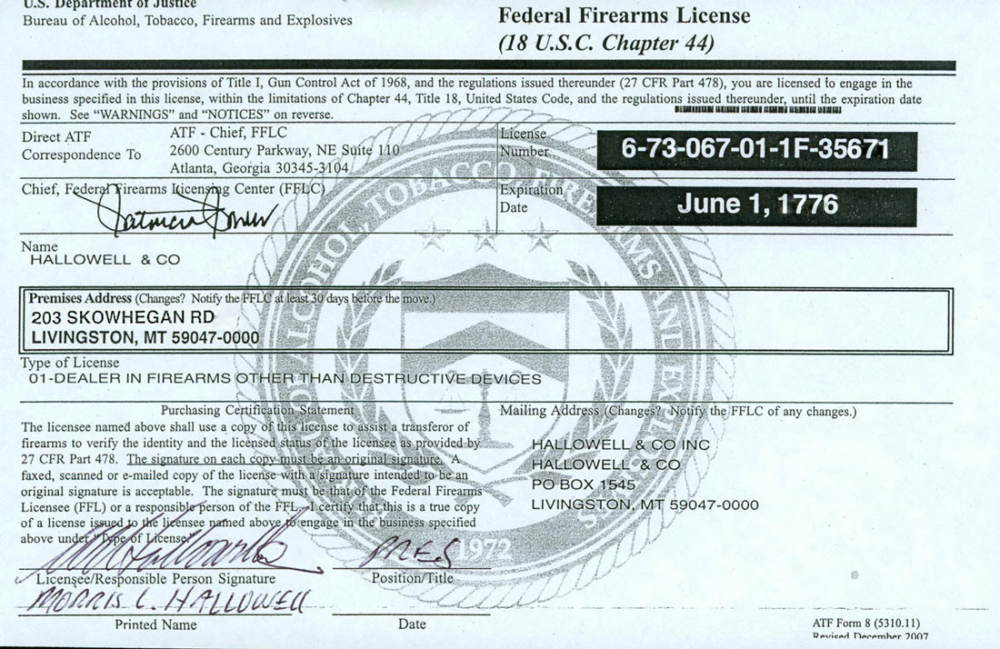 U.S. Department of Justice
Bureau of Alcohol, Tobacco, Firearms and Explosives
Federal Firearms License
(18 U.S.C. Chapter 44)
In accordance with the provisions of Title I, Gun Control Act of 1968, and the regulations issued thereunder (27 CFR Part 478), you are licensed to engage in the
business specified in this license, within the limitations of Chapter 44, Title 18, United States Code, and the regulations issued thereunder, until the expiration date
shown. See “WARNINGS” and “NOTICES” on reverse.
Direct ATF
Correspondence To
ATF - Chief, FFLC
2600 Century Parkway, NE Suite 110
Atlanta, Georgia 30345-3104
License
Number
6-73-067-01-1F-35671
Chief, Federal Firearms Licensing Center (FFLC)
Expiration
Date
June 1, 1776
Name
HALLOWELL & CO
Premises Address (Changes? Notify the FFLC at least 30 days before the move.)
203 SKOWHEGAN RD
LIVINGSTON, MT 59047-0000
Type of License
01-DEALER IN FIREARMS OTHER THAN DESTRUCTIVE DEVICES
Purchasing Certification Statement
The licensee named above shall use a copy of this license to assist a transferor of
firearms to verify the identity and the licensed status of the licensee as provided by
27 CFR Part 478. The signature on each copy must be an original signature. A
faxed, scanned or e-mailed copy of the license with a signature intended to be an
original signature is acceptable. The signature must be that of the Federal Firearms
Licensee (FFL) or a responsible person of the FFL. I certify that this is a true copy
of a license issued to the licensee named above to engage in the business specified
above under “Type of License”
Mailing Address (Changes? Notify the FFLC of any changes.)
HALLOWELL & CO INC
HALLOWELL & CO
PO BOX 1545
LIVINGSTON, MT 59047-0000
PRES
Licensee/Responsible Person Signature
Position/Title
MORRIS L. HALLOWELL
Printed Name
Date
ALCOHOL, TOBACCO, FIREARMS AND
1972
ATF Form 8 (5310.11)
Revised December 2007